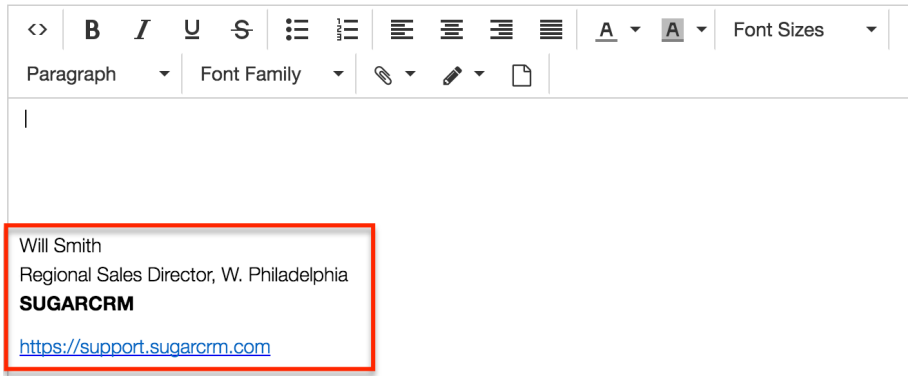 Font Sizes
Paragraph Font Family
Will Smith
Regional Sales Director, W. Philadelphia
SUGARCRM
https://support.sugarcrm.com